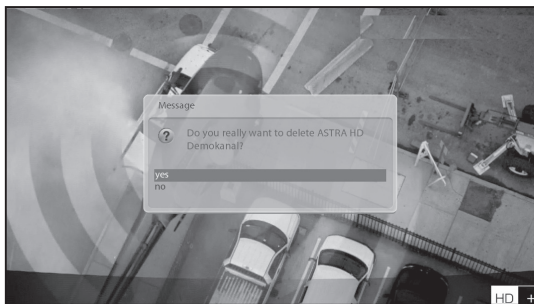 Message
Do you really want to delete ASTRA HD
Demokanal?
yes
no
HD +